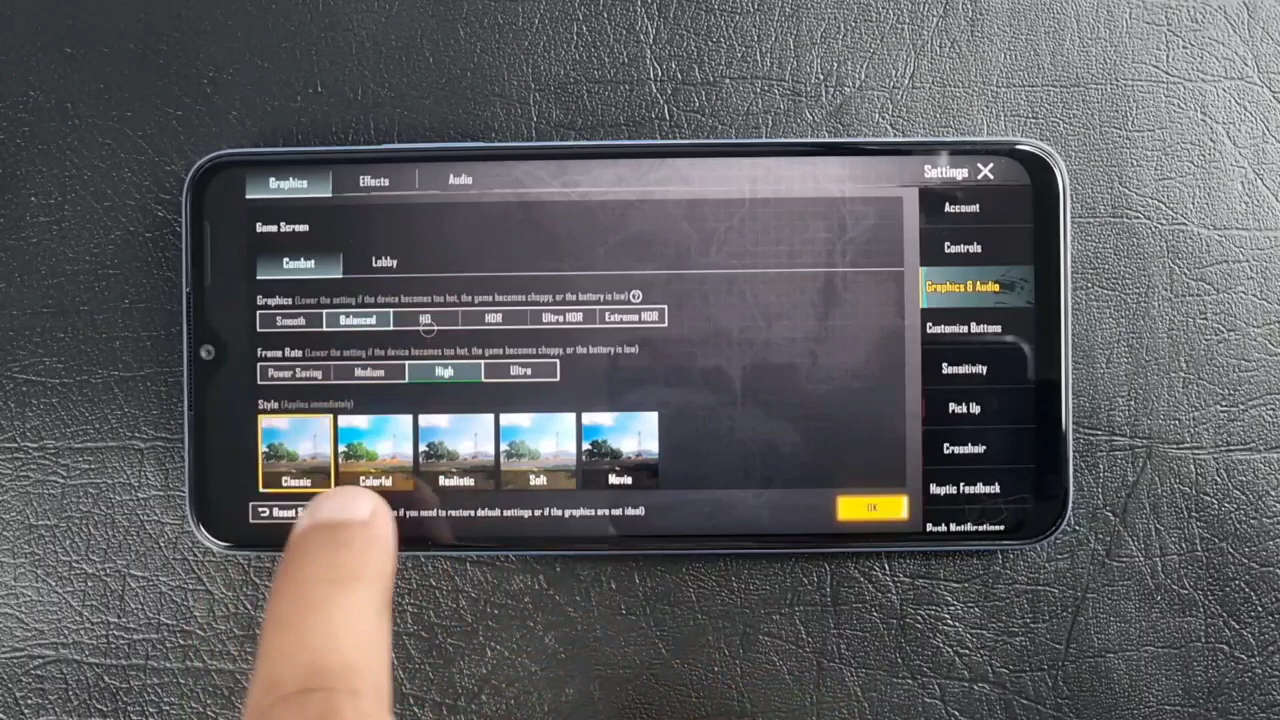 Graphics Effects Audio
Settings
Account
Controls
Graphics & Audio
Customize Buttons
Sensitivity
Pick Up
Crosshair
Haptic Feedback
Push Notifications
Game Screen
Combat Lobby
Graphics (Lower the setting if the device becomes too hot, the game becomes choppy, or the battery is low) ?
Smooth Balanced HD HDR Ultra HDR Extreme HDR
Frame Rate (Lower the setting if the device becomes too hot, the game becomes choppy, or the battery is low)
Power Saving Medium High Ultra
Style (Applies immediately)
Classic Colorful Realistic Soft Movie
Reset if you need to restore default settings or if the graphics are not ideal)
OK